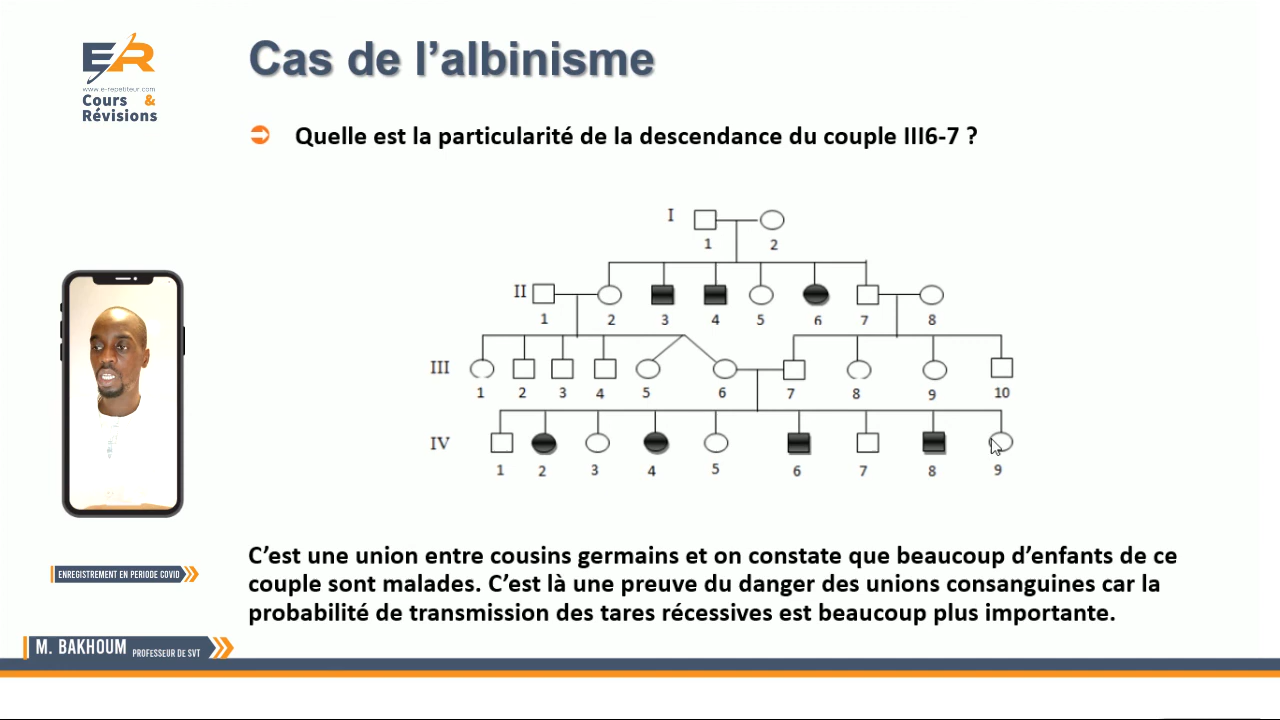 ER
www.e-repetiteur.com
Cours &
Révisions
Cas de l'albinisme
Quelle est la particularité de la descendance du couple III6-7 ?
I
1 2
II
1 2 3 4 5 6 7 8
III
1 2 3 4 5 6 7 8 9 10
IV
1 2 3 4 5 6 7 8 9
C'est une union entre cousins germains et on constate que beaucoup d'enfants de ce
couple sont malades. C'est là une preuve du danger des unions consanguines car la
probabilité de transmission des tares récessives est beaucoup plus importante.
ENREGISTREMENT EN PERIODE COVID
M. BAKHOUM PROFESSEUR DE SVT